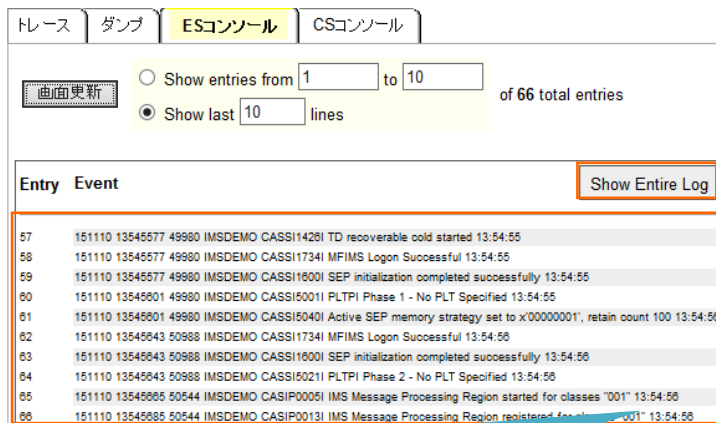 トレース ダンプ ESコンソール CSコンソール
画面更新 Show entries from 1 to 10 of 66 total entries
Show last 10 lines
Entry Event Show Entire Log
57 151110 13545577 49980 IMSDEMO CASSI1426I TD recoverable cold started 13:54:55
58 151110 13545577 49980 IMSDEMO CASSI1734I MFIMS Logon Successful 13:54:55
59 151110 13545577 49980 IMSDEMO CASSI1600I SEP initialization completed successfully 13:54:55
60 151110 13545601 49980 IMSDEMO CASSI5001I PLTPI Phase 1 - No PLT Specified 13:54:55
61 151110 13545601 49980 IMSDEMO CASSI5040I Active SEP memory strategy set to x'00000001', retain count 100 13:54:56
62 151110 13545643 50988 IMSDEMO CASSI1734I MFIMS Logon Successful 13:54:56
63 151110 13545643 50988 IMSDEMO CASSI1600I SEP initialization completed successfully 13:54:56
64 151110 13545643 50988 IMSDEMO CASSI5021I PLTPI Phase 2 - No PLT Specified 13:54:56
65 151110 13545665 50544 IMSDEMO CASIP0005I IMS Message Processing Region started for classes "001" 13:54:56
66 151110 13545685 50544 IMSDEMO CASIP0013I IMS Message Processing Region registered for classes "001" 13:54:56